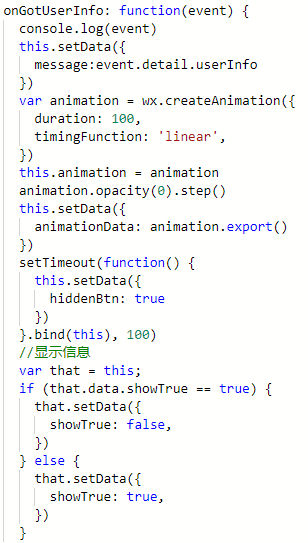 onGotUserInfo: function(event) {
  console.log(event)
  this.setData({
    message:event.detail.userInfo
  })
  var animation = wx.createAnimation({
    duration: 100,
    timingFunction: 'linear',
  })
  this.animation = animation
  animation.opacity(0).step()
  this.setData({
    animationData: animation.export()
  })
  setTimeout(function() {
    this.setData({
      hiddenBtn: true
    })
  }.bind(this), 100)
  //显示信息
  var that = this;
  if (that.data.showTrue == true) {
    that.setData({
      showTrue: false,
    })
  } else {
    that.setData({
      showTrue: true,
    })
  }